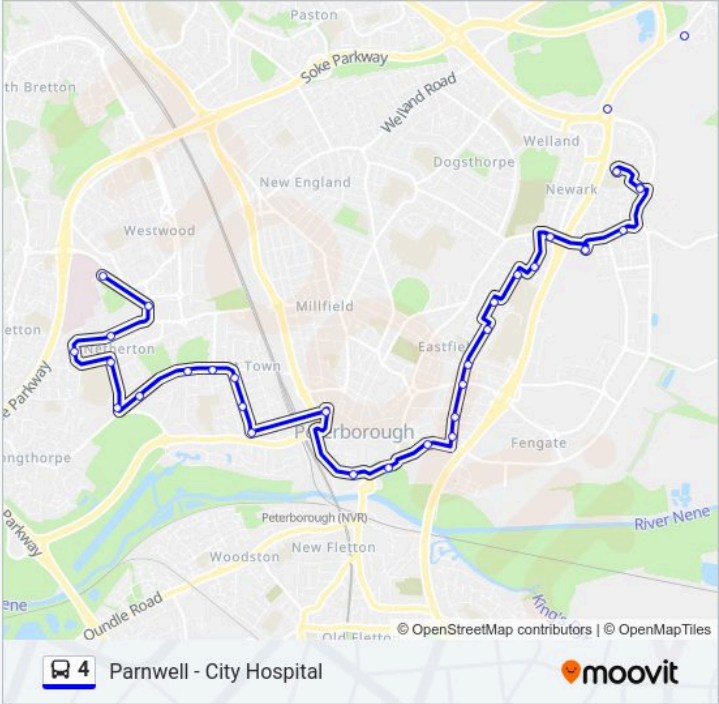 Paston
th Bretton
Soke Parkway
Welland Road
Welland
Dogsthorpe
New England
Newark
Westwood
Millfield
etton
Netherton
Eastfie
Town
e Parkway
Peterborough
ongthorpe
Fengate
Parkway
Peterborough (NVR)
River Nene
Woodston
New Fletton
ene
Oundle Road
King's
Old Fletto
© OpenStreetMap contributors | © OpenMapTiles
4 Parnwell - City Hospital
moovit